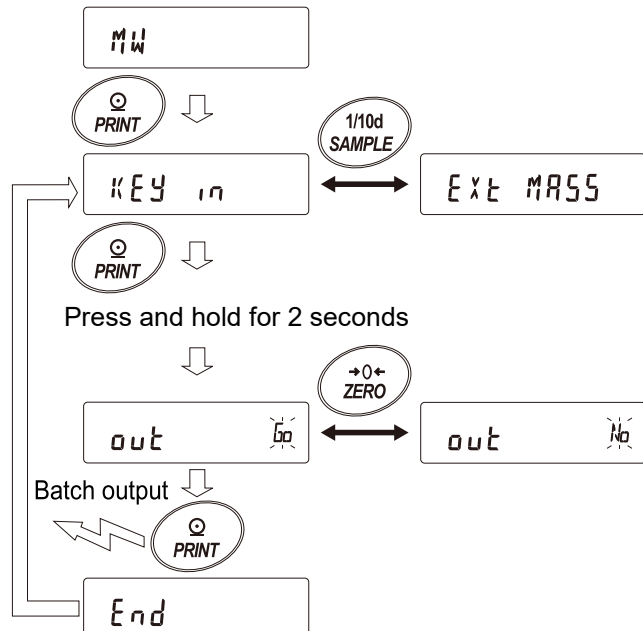 MW
PRINT
1/10d
SAMPLE
KEY in
Ext MASS
PRINT
Press and hold for 2 seconds
→0←
ZERO
out Go
out No
Batch output
PRINT
End